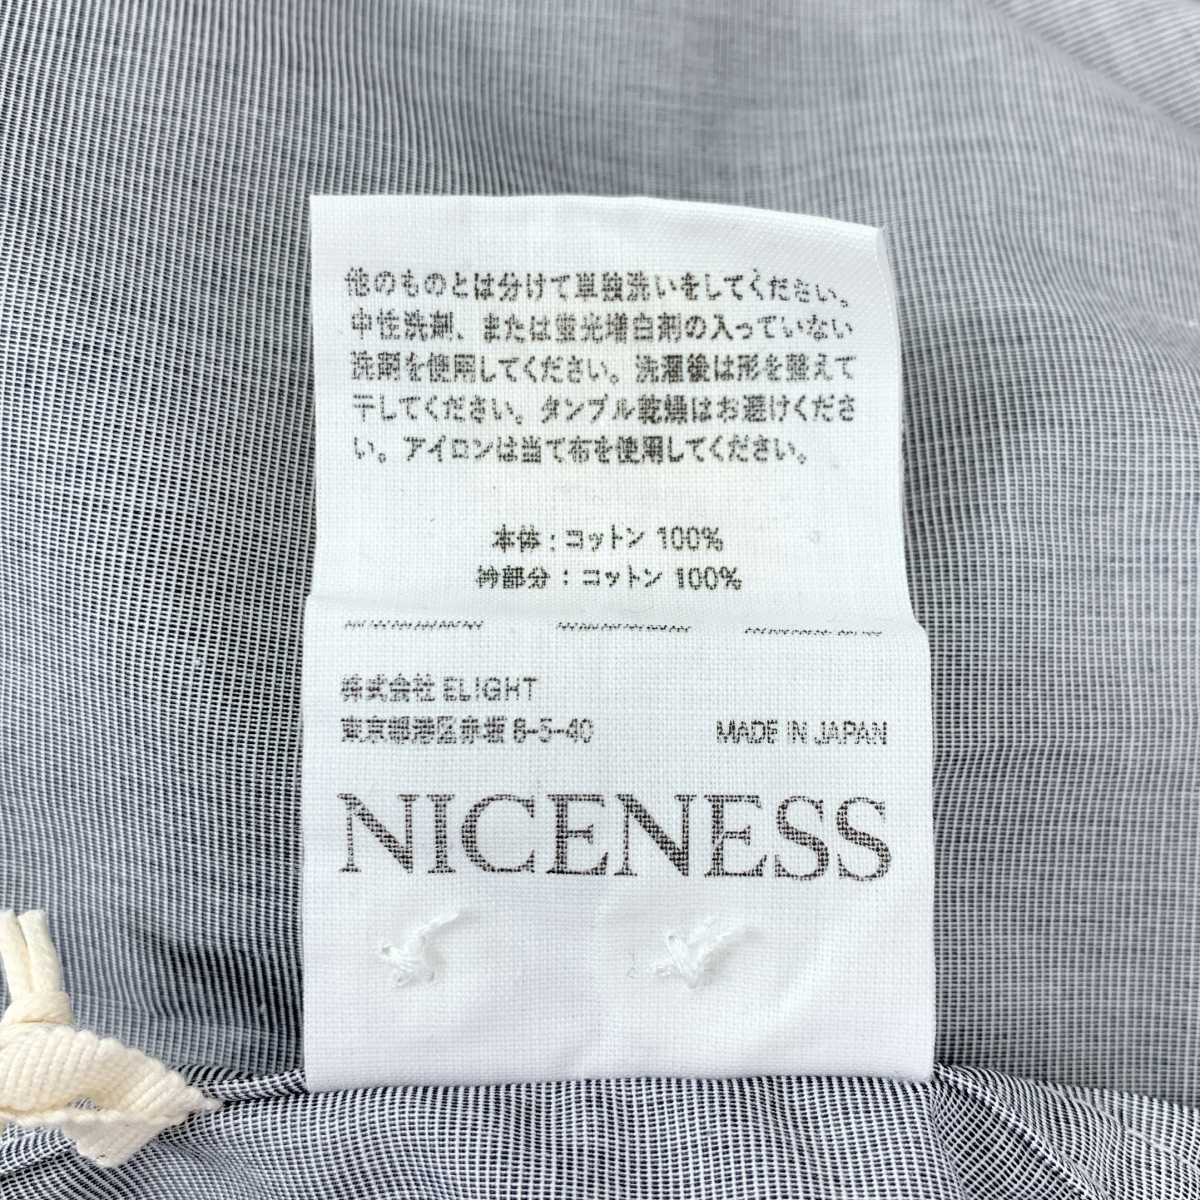 他のものとは分けて単独洗いをしてください。
中性洗剤、または蛍光増白剤の入っていない
洗剤を使用してください。洗濯後は形を整えて
干してください。タンブル乾燥はお避けくださ
い。アイロンは当て布を使用してください。
本体：コットン 100%
衿部分：コットン 100%
株式会社 ELIGHT
東京都港区赤坂 8-5-40
MADE IN JAPAN
NICENESS